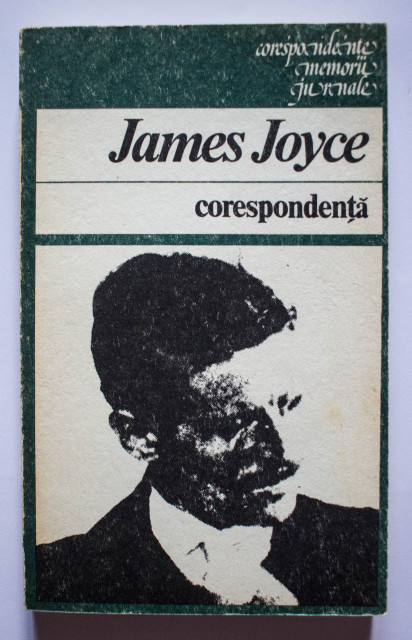 corespondențe
memorii
jurnale
James Joyce
corespondență